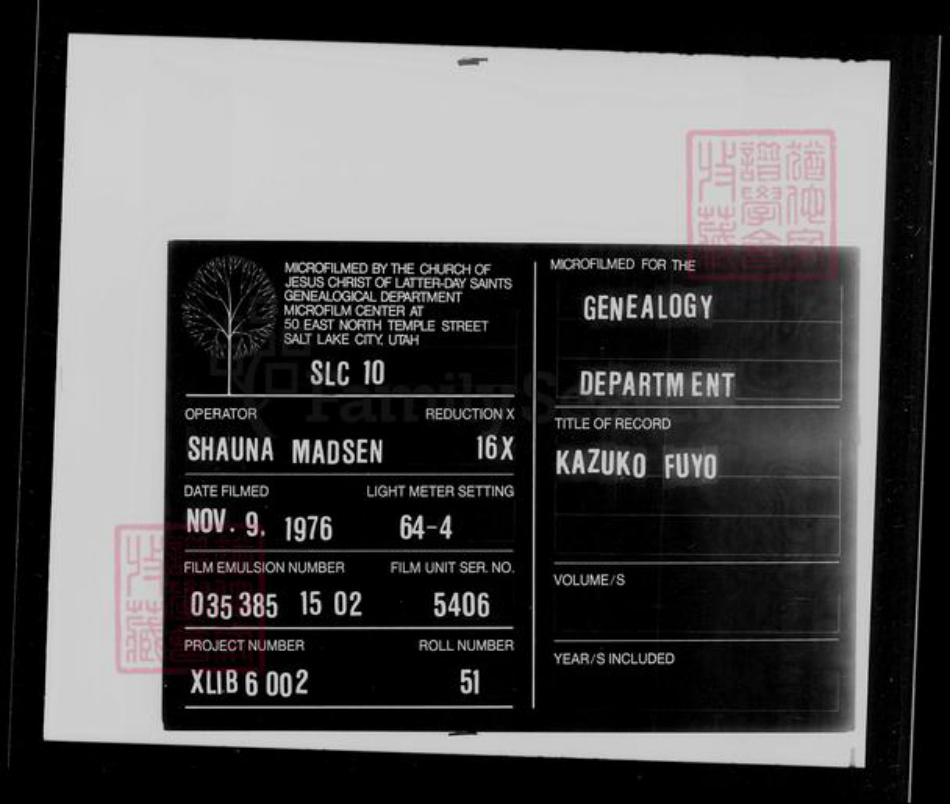 MICROFILMED BY THE CHURCH OF
JESUS CHRIST OF LATTER-DAY SAINTS
GENEALOGICAL DEPARTMENT
MICROFILM CENTER AT
50 EAST NORTH TEMPLE STREET
SALT LAKE CITY, UTAH
SLC 10
OPERATOR REDUCTION X
SHAUNA MADSEN 16X
DATE FILMED LIGHT METER SETTING
NOV. 9. 1976 64-4
FILM EMULSION NUMBER FILM UNIT SER. NO.
035 385 15 02 5406
PROJECT NUMBER ROLL NUMBER
XLIB 6 002 51
MICROFILMED FOR THE
GENEALOGY
DEPARTMENT
TITLE OF RECORD
KAZUKO FUYO
VOLUME/S
YEAR/S INCLUDED